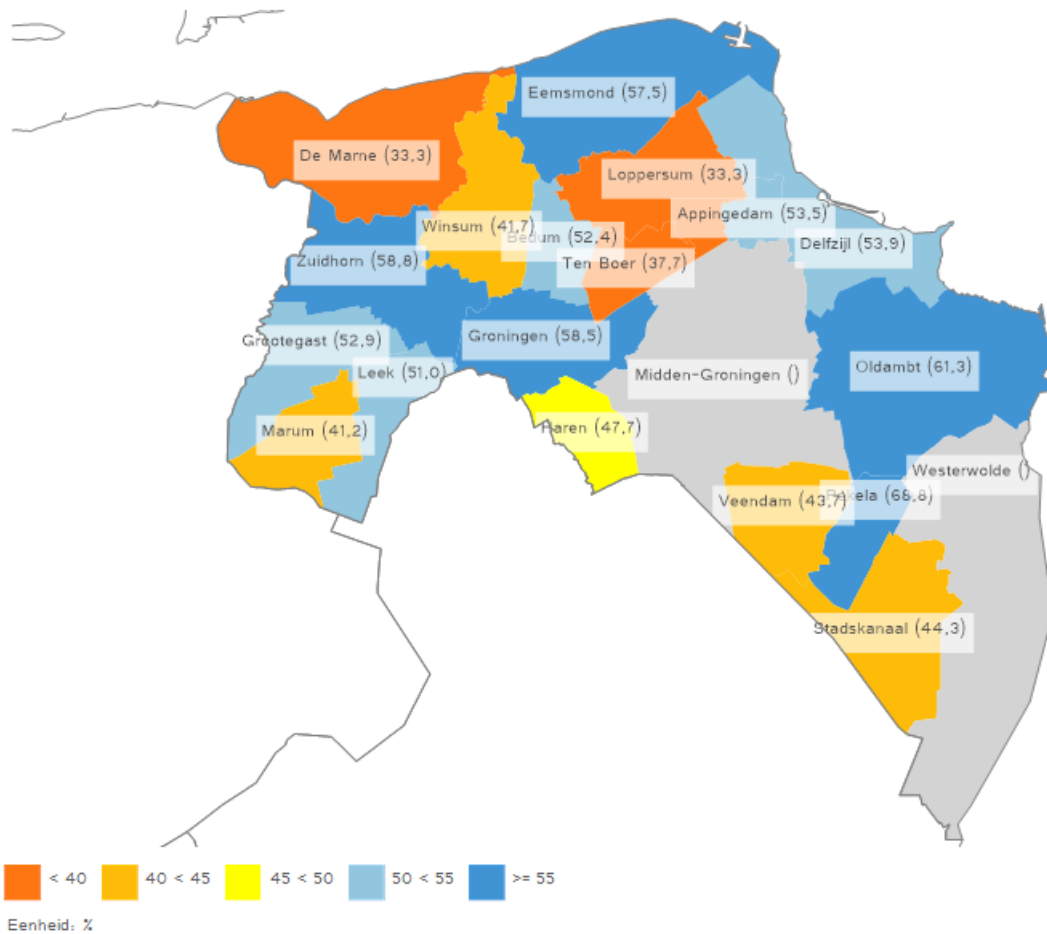 Eemsmond (57,5)
De Marne (33,3)
Loppersum (33,3)
Appingedam (53,5)
Winsum (41,7)
Bedum (52,4)
Delfzijl (53,9)
Zuidhorn (58,8)
Ten Boer (37,7)
Grootegast (52,9)
Groningen (58,5)
Leek (51,0)
Midden-Groningen ()
Oldambt (61,3)
Marum (41,2)
Haren (47,7)
Westerwolde ()
Veendam (43,7)
Pekela (68,8)
Stadskanaal (44,3)
< 40
40 < 45
45 < 50
50 < 55
>= 55
Eenheid: %